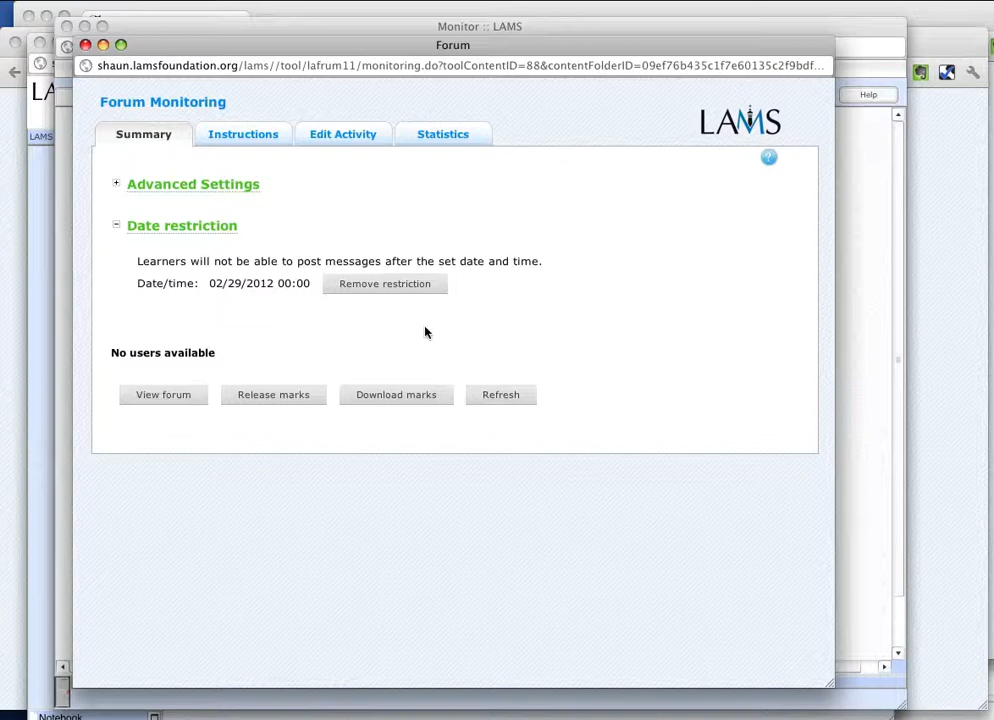 Monitor :: LAMS
Forum
shaun.lamsfoundation.org/lams//tool/lafrum11/monitoring.do?toolContentID=88&contentFolderID=09ef76b435c1f7e60135c2f9bdf...
LA
Help
Forum Monitoring
LAMS
Summary
Instructions
Edit Activity
Statistics
LAMS
?
Advanced Settings
Date restriction
Learners will not be able to post messages after the set date and time.
Date/time: 02/29/2012 00:00
Remove restriction
No users available
View forum
Release marks
Download marks
Refresh
Notebook